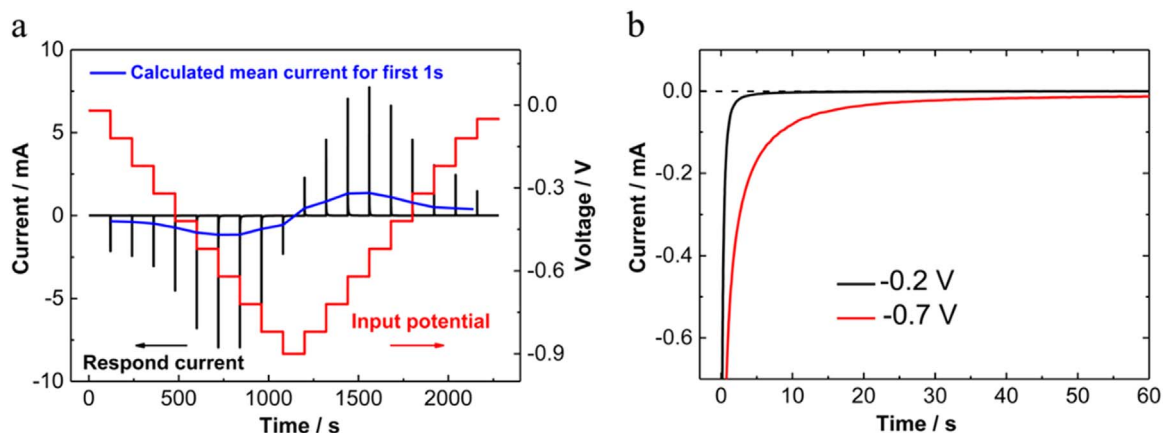 a
10
5
0
-5
-10
Current / mA
Calculated mean current for first 1s
Input potential
Respond current
0.0
-0.3
-0.6
-0.9
Voltage / V
0
500
1000
1500
2000
Time / s
b
0.0
-0.2
-0.4
-0.6
Current / mA
-0.2 V
-0.7 V
0
10
20
30
40
50
60
Time / s